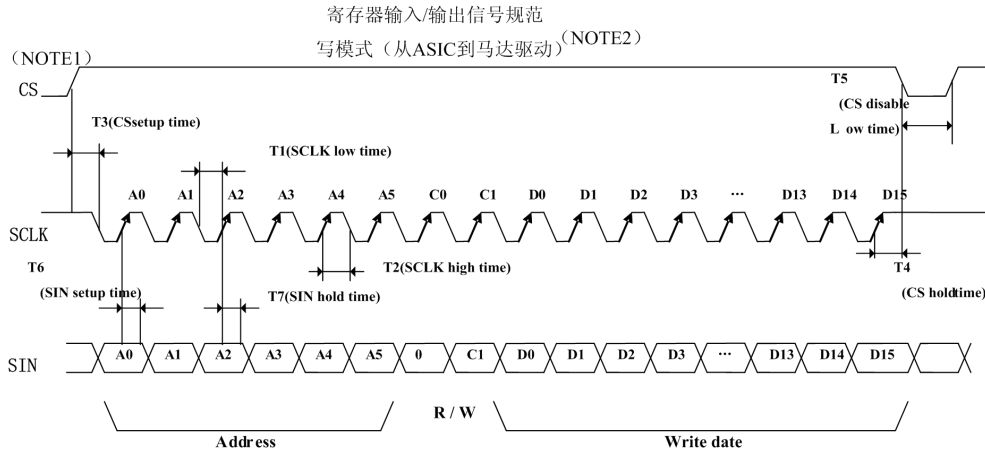 寄存器输入/输出信号规范
写模式（从ASIC到马达驱动）（NOTE2）
（NOTE1）
CS
T5
(CS disable
L ow time)
T3(CSsetup time)
T1(SCLK low time)
A0 A1 A2 A3 A4 A5 C0 C1 D0 D1 D2 D3 ··· D13 D14 D15
SCLK
T6
(SIN setup time)
T2(SCLK high time)
T7(SIN hold time)
T4
(CS holdtime)
A0 A1 A2 A3 A4 A5 0 C1 D0 D1 D2 D3 ··· D13 D14 D15
SIN
R / W
Address
Write date